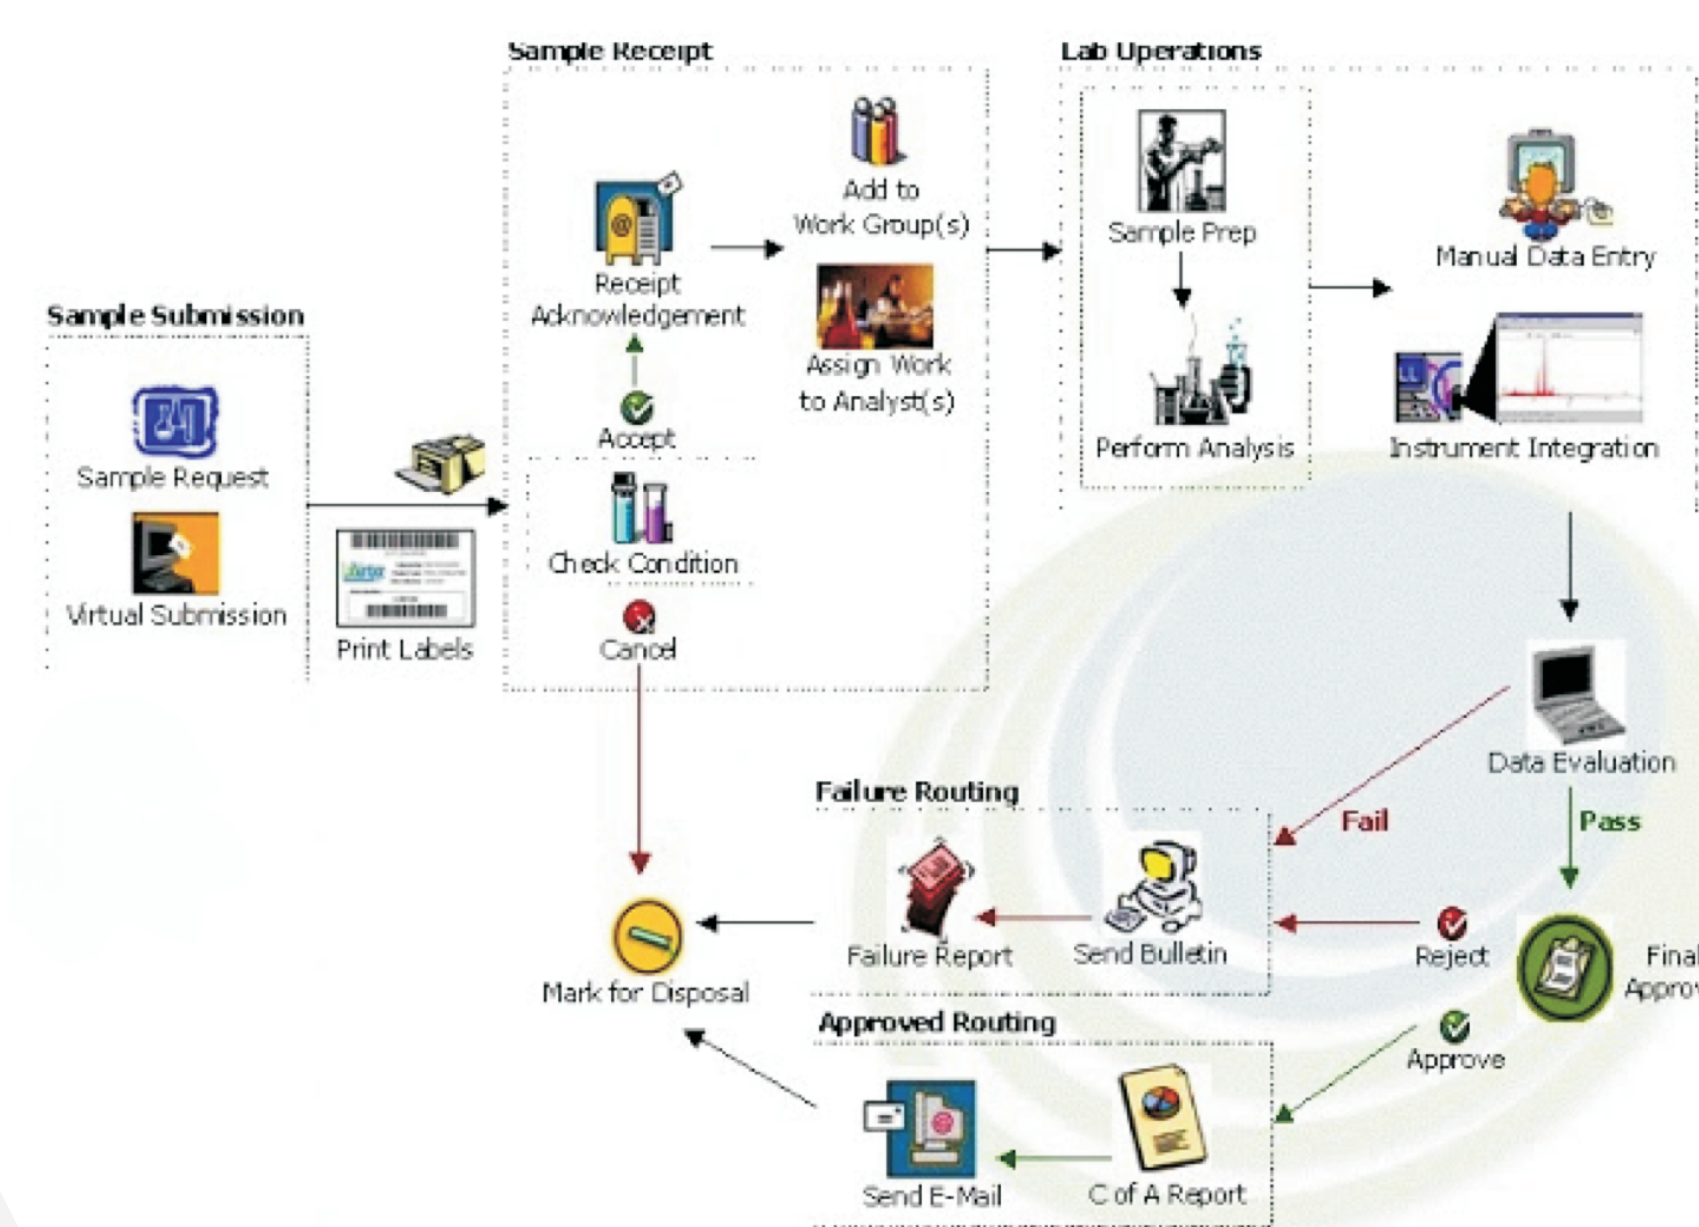 Sample Receipt
Lab Operations
Add to
Work Group(s)
Sample Prep
Manual Data Entry
Receipt
Acknowledgement
Sample Submission
Assign Work
to Analyst(s)
Accept
Perform Analysis
Instrument Integration
Sample Request
Check Condition
Virtual Submission
Print Labels
Cancel
Data Evaluation
Failure Routing
Fail
Pass
Failure Report
Send Bulletin
Reject
Final
Mark for Disposal
Approved Routing
Approve
Send E-Mail
C of A Report